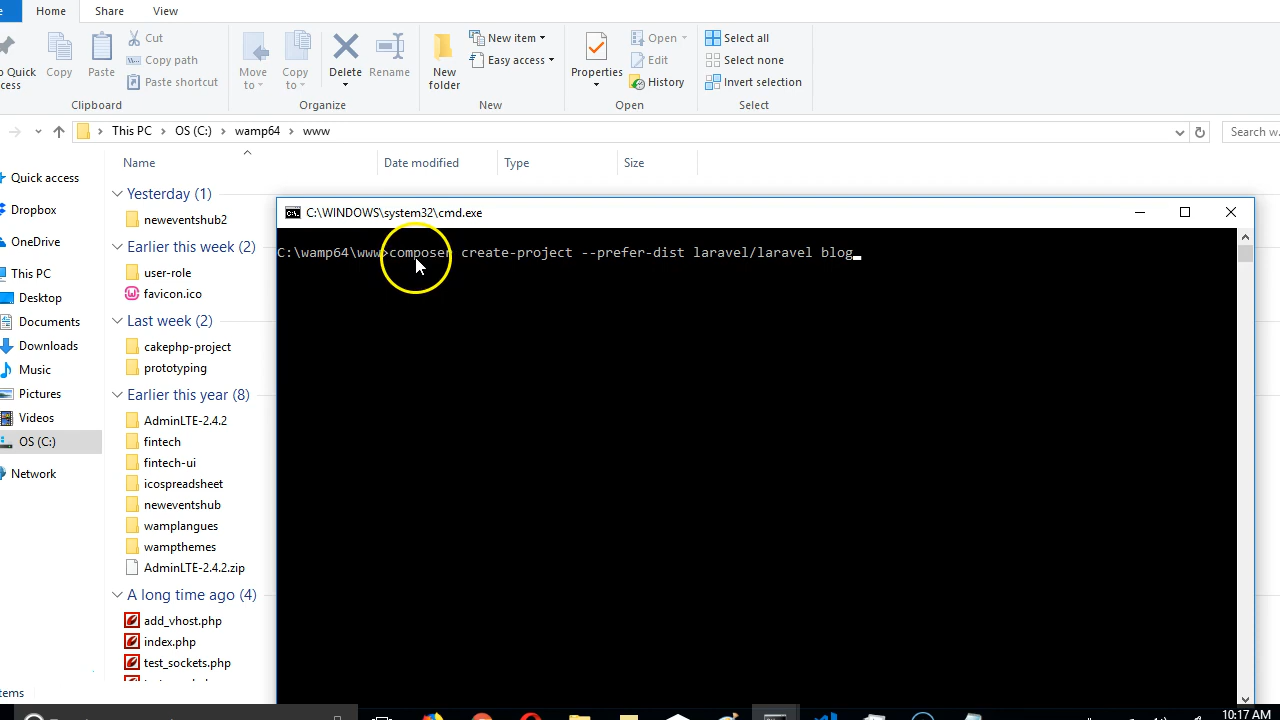 Home
Share
View
Cut
Copy path
Paste shortcut
Quick
Copy
Paste
Clipboard
Move
to
Copy
to
Delete
Rename
Organize
New
folder
New item
Easy access
New
Properties
Open
Edit
History
Open
Select all
Select none
Invert selection
Select
This PC
OS (C:)
wamp64
www
Search w...
Name
Date modified
Type
Size
Quick access
Dropbox
OneDrive
This PC
Desktop
Documents
Downloads
Music
Pictures
Videos
OS (C:)
Network
Yesterday (1)
neweventshub2
Earlier this week (2)
user-role
favicon.ico
Last week (2)
cakephp-project
prototyping
Earlier this year (8)
AdminLTE-2.4.2
fintech
fintech-ui
icospreadsheet
neweventshub
wamplangues
wampthemes
AdminLTE-2.4.2.zip
A long time ago (4)
add_vhost.php
index.php
test_sockets.php
C:\WINDOWS\system32\cmd.exe
C:\wamp64\www>composer create-project --prefer-dist laravel/laravel blog
10:17 AM